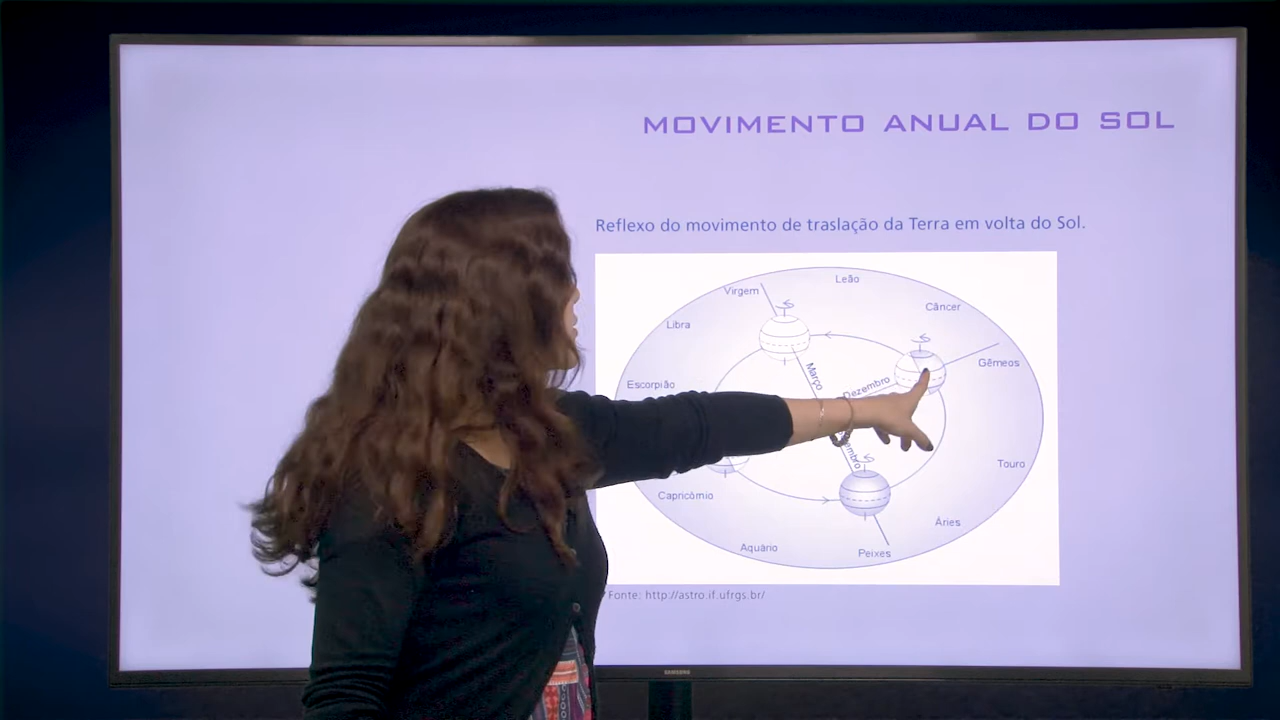 MOVIMENTO ANUAL DO SOL
Reflexo do movimento de traslação da Terra em volta do Sol.
Leão
Virgem
Câncer
Libra
Gêmeos
Março
Dezembro
Escorpião
Touro
Capricórnio
Áries
Aquário
Peixes
Fonte: http://astro.if.ufrgs.br/
SAMSUNG